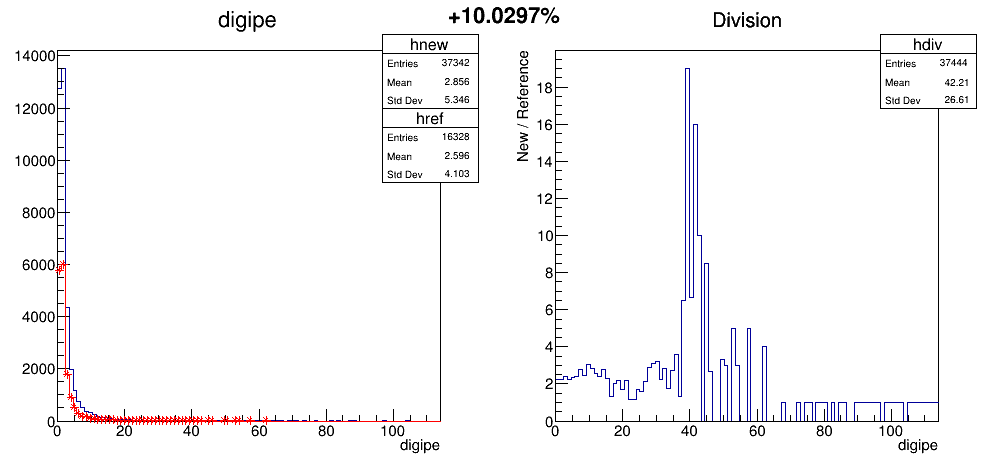 +10.0297%
digipe
hnew
Entries 37342
Mean 2.856
Std Dev 5.346
href
Entries 16328
Mean 2.596
Std Dev 4.103
14000
12000
10000
8000
6000
4000
2000
0
0 20 40 60 80 100
digipe
Division
hdiv
Entries 37444
Mean 42.21
Std Dev 26.61
New / Reference
18
16
14
12
10
8
6
4
2
0
0 20 40 60 80 100
digipe